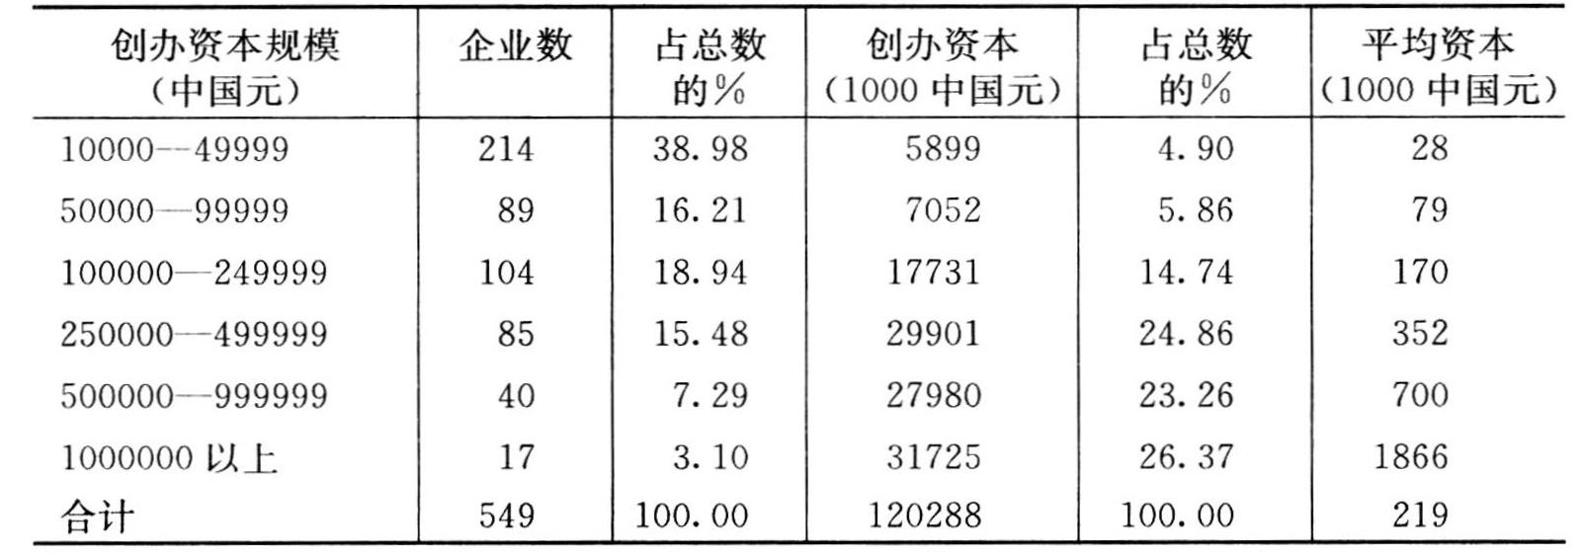 创办资本规模 企业数 占总数 创办资本 占总数 平均资本
（中国元） 的% （1000 中国元） 的% （1000 中国元）
10000—49999 214 38.98 5899 4.90 28
50000—99999 89 16.21 7052 5.86 79
100000—249999 104 18.94 17731 14.74 170
250000—499999 85 15.48 29901 24.86 352
500000—999999 40 7.29 27980 23.26 700
1000000 以上 17 3.10 31725 26.37 1866
合计 549 100.00 120288 100.00 219